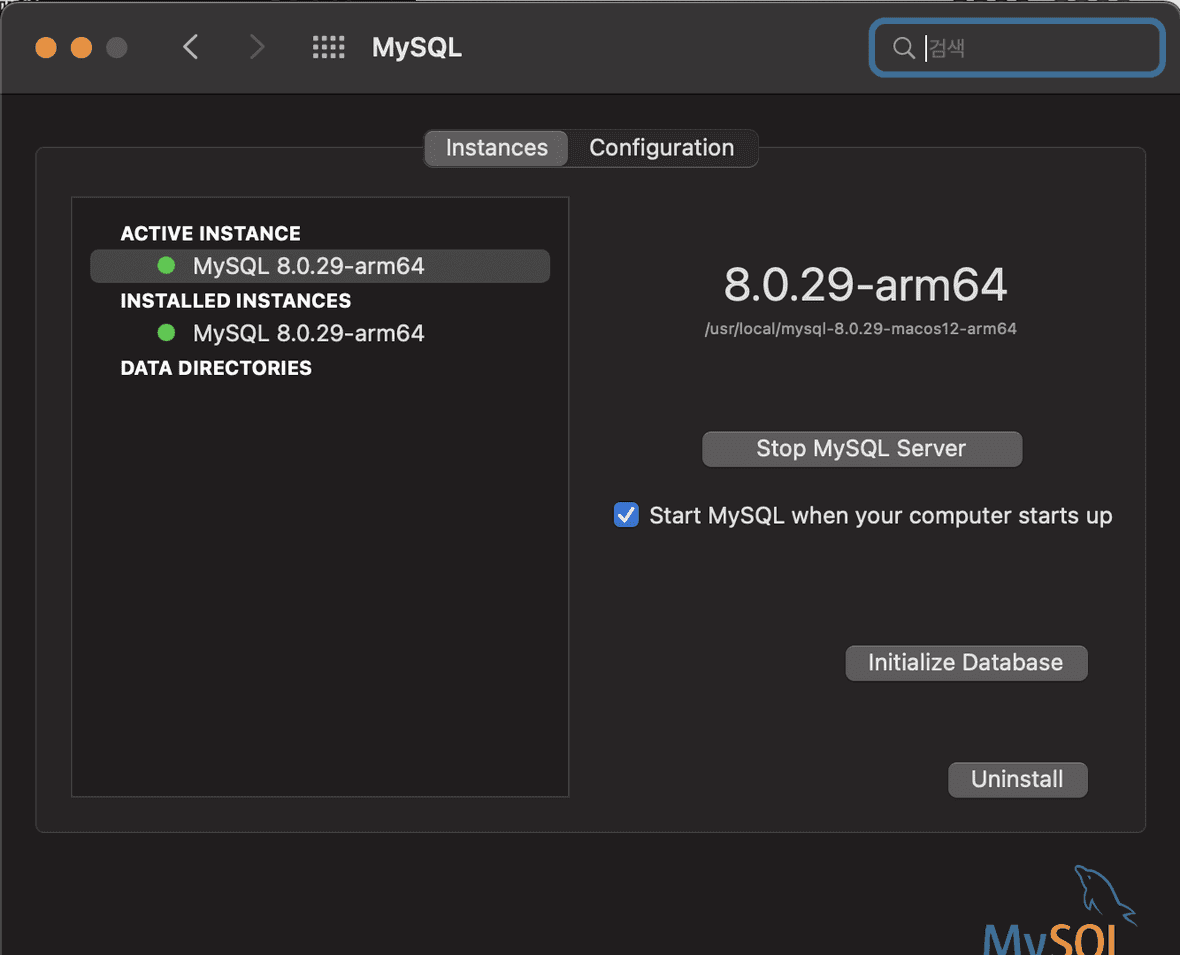 MySQL
검색
Instances
Configuration
ACTIVE INSTANCE
MySQL 8.0.29-arm64
INSTALLED INSTANCES
MySQL 8.0.29-arm64
DATA DIRECTORIES
8.0.29-arm64
/usr/local/mysql-8.0.29-macos12-arm64
Stop MySQL Server
Start MySQL when your computer starts up
Initialize Database
Uninstall
MySQL